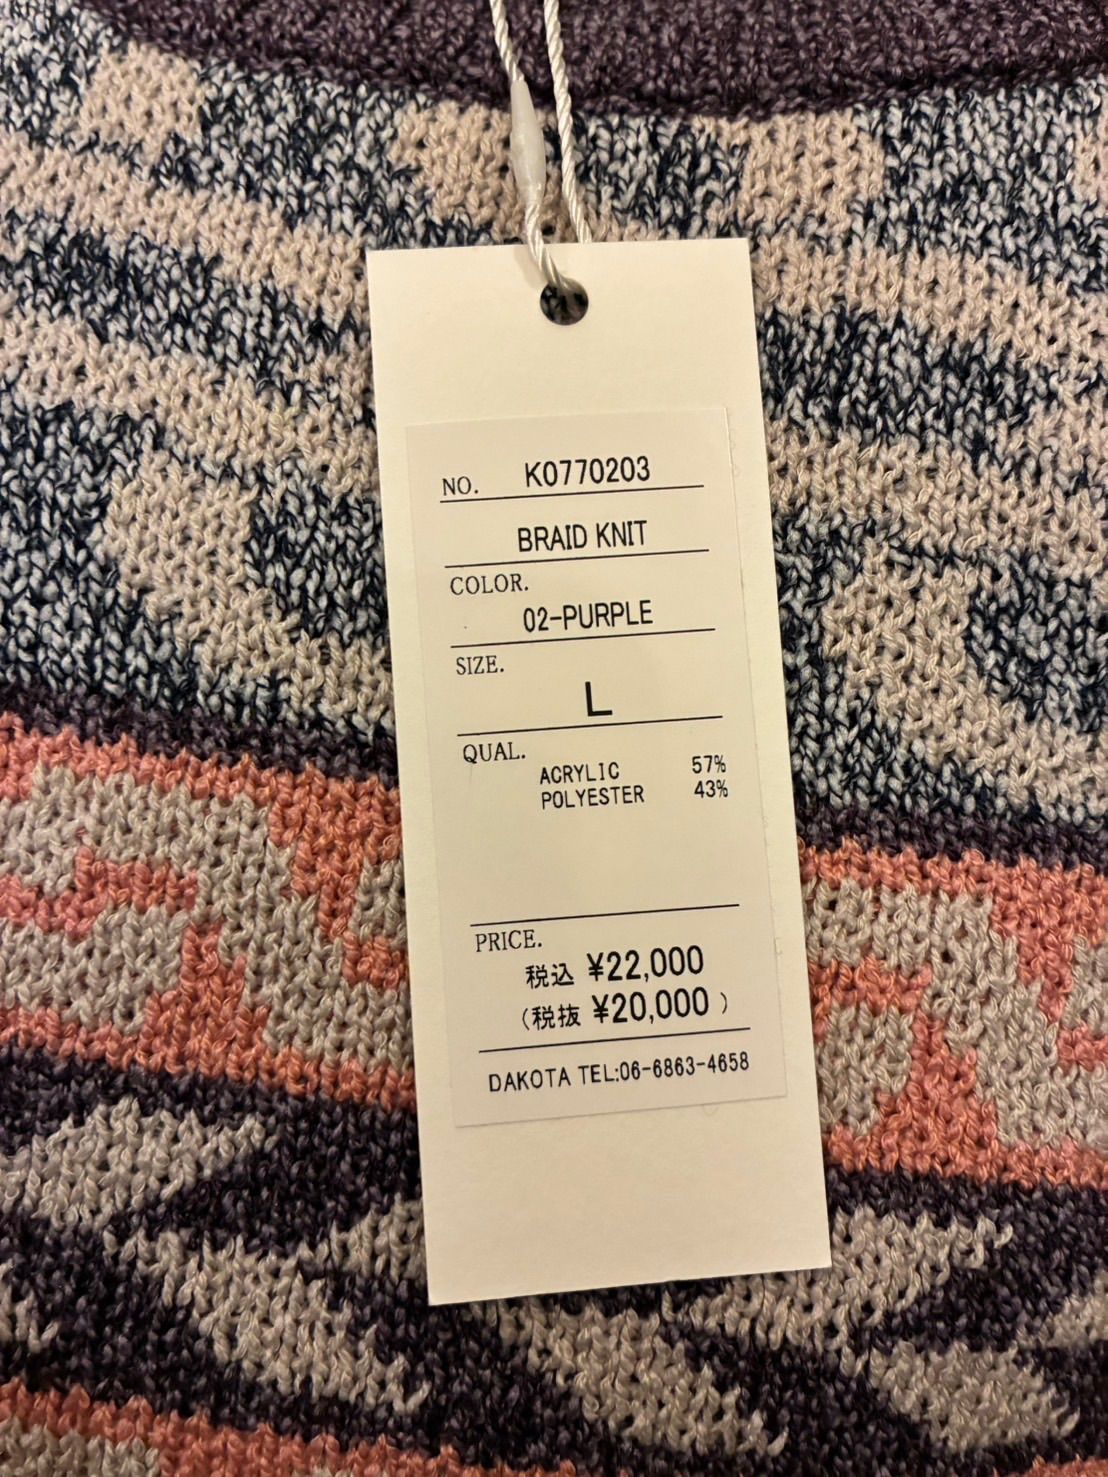 NO. K0770203
BRAID KNIT
COLOR.
02-PURPLE
SIZE.
L
QUAL.
ACRYLIC 57%
POLYESTER 43%
PRICE.
税込 ¥22,000
(税抜 ¥20,000 )
DAKOTA TEL:06-6863-4658